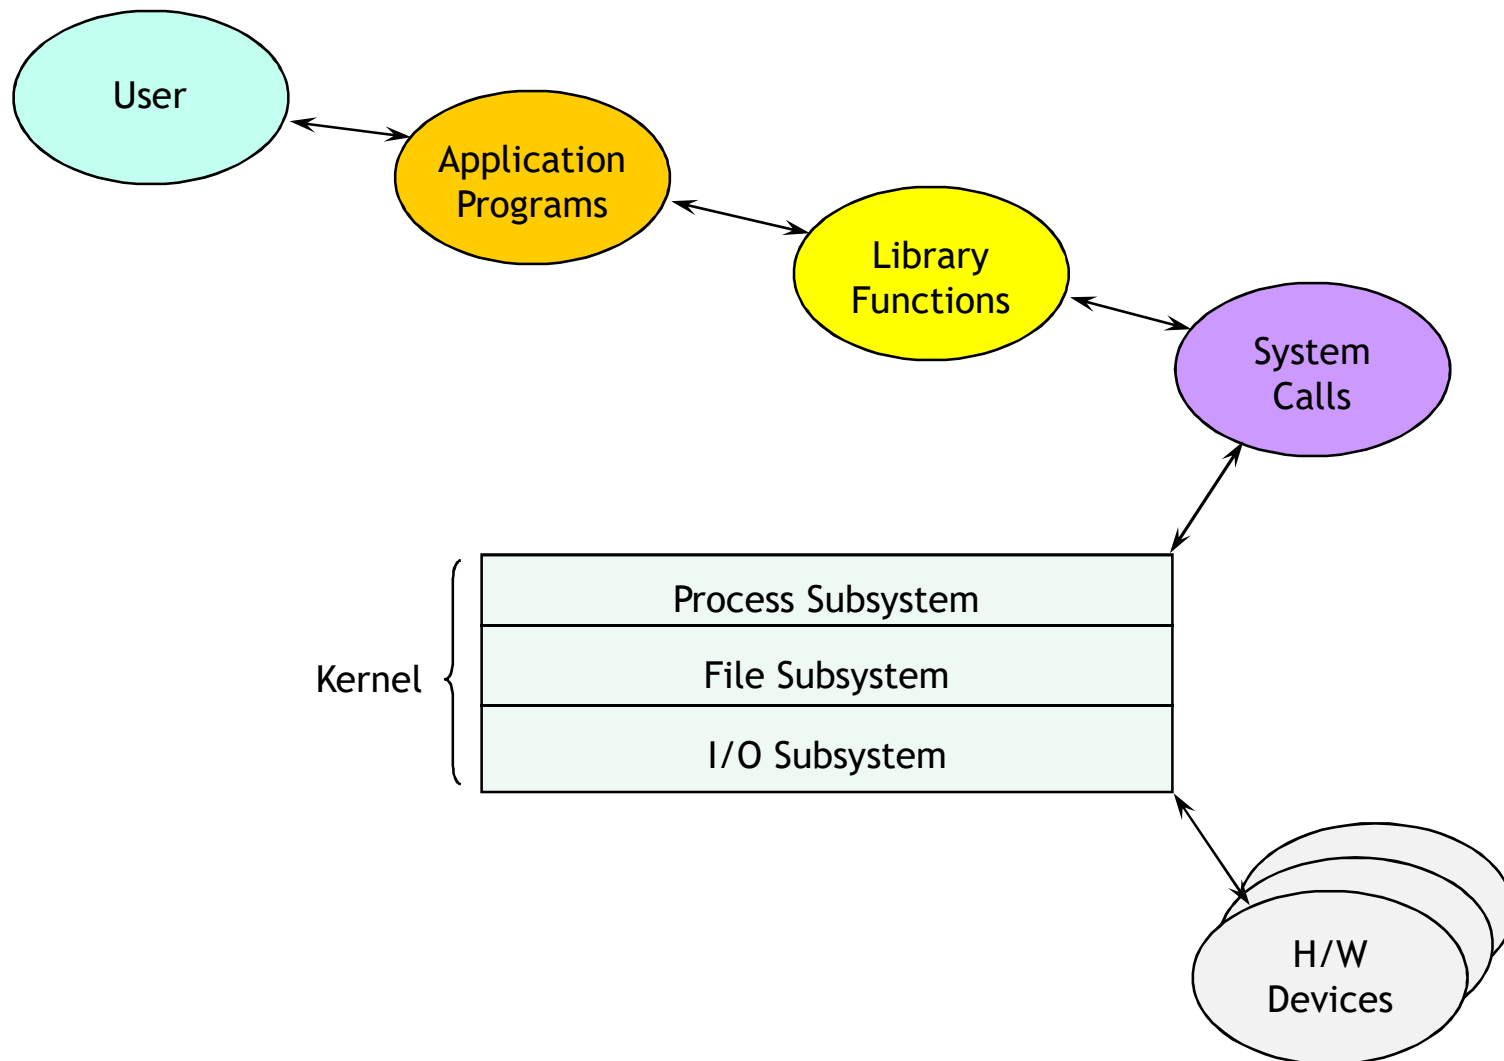 User
Application
Programs
Library
Functions
System
Calls
Process Subsystem
File Subsystem
Kernel
I/O Subsystem
H/W
Devices